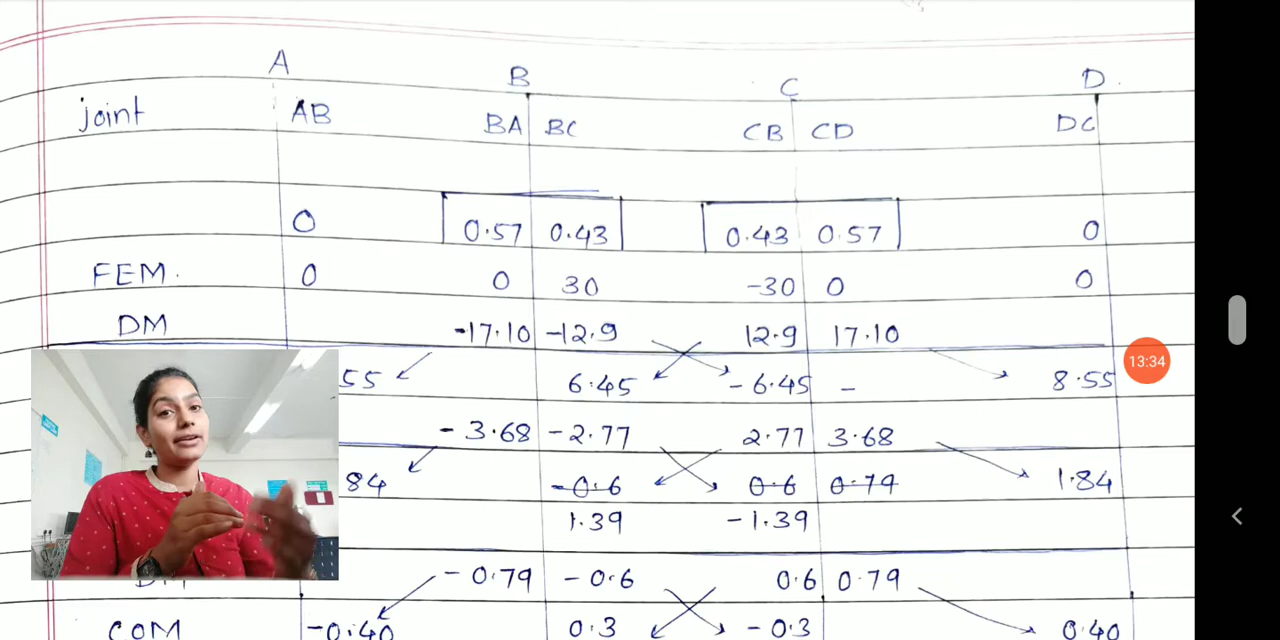 A B C D
joint AB BA BC CB CD DC
0 0.57 0.43 0.43 0.57 0
FEM. 0 0 30 -30 0 0
DM -17.10 -12.9 12.9 17.10
55 6.45 -6.45 - 8.55
-3.68 -2.77 2.77 3.68
84 -0.6 0.6 0.79 1.84
1.39 -1.39
-0.79 -0.6 0.6 0.79
COM -0.40 0.3 -0.3 0.40
13:34